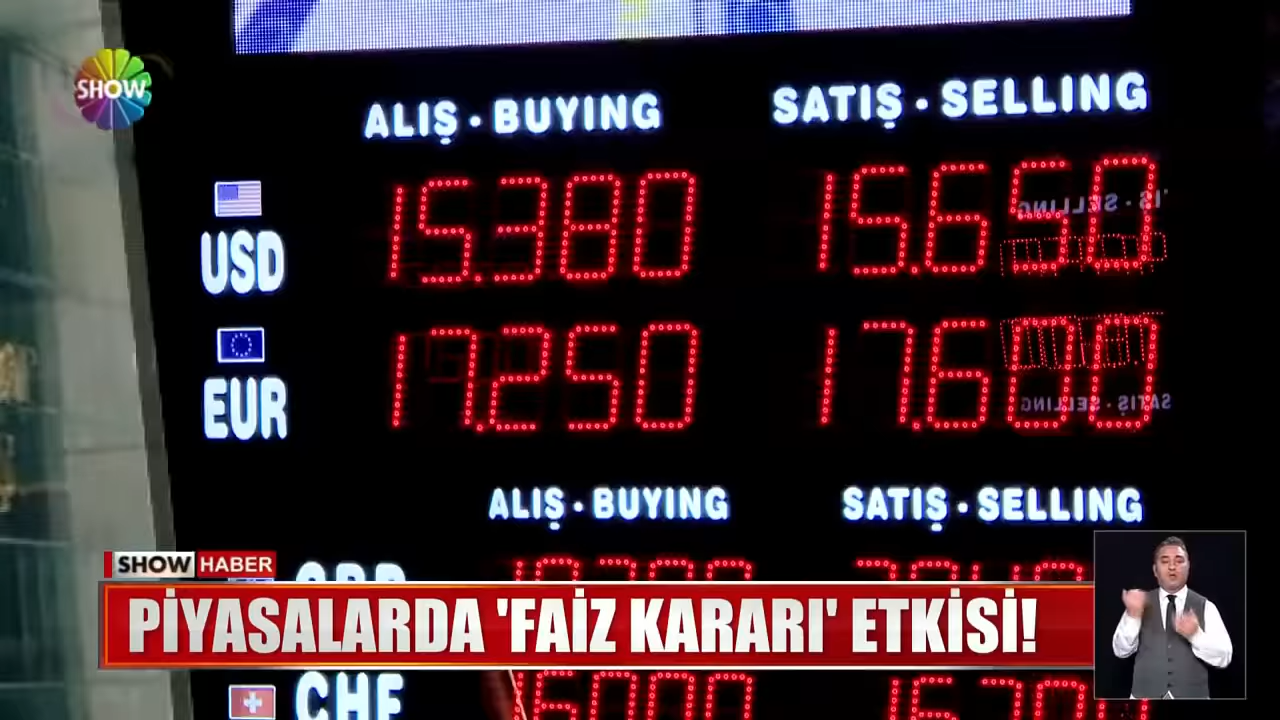 SHOW
ALIŞ · BUYING SATIŞ · SELLING
USD 15.380 15.650
EUR 17.250 17.600
ALIŞ · BUYING SATIŞ · SELLING
SHOW HABER
GBP
PİYASALARDA 'FAİZ KARARI' ETKİSİ!
CHF